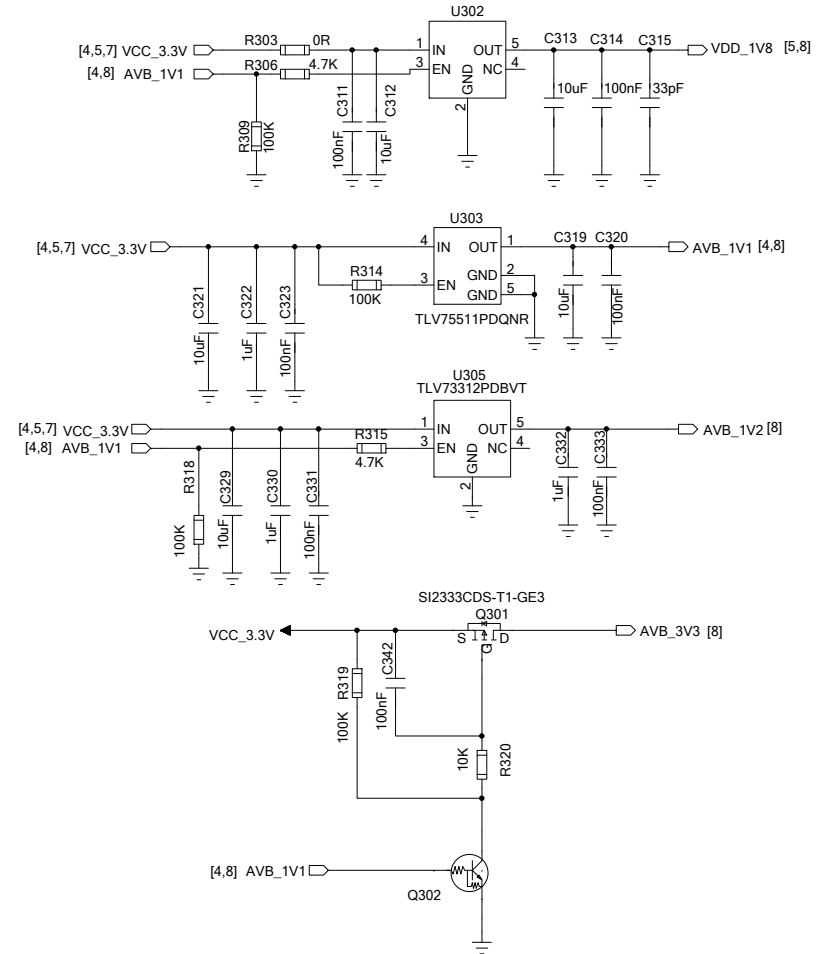 U302
R303 0R
[4,5,7] VCC_3.3V
1 IN OUT 5
C313 C314 C315
VDD_1V8 [5,8]
[4,8] AVB_1V1
R306 4.7K
3 EN NC 4
GND
2
R309
100K
C311
100nF
C312
10uF
10uF 100nF 33pF
U303
[4,5,7] VCC_3.3V
4 IN OUT 1
C319 C320
AVB_1V1 [4,8]
R314
100K
3 EN
GND 2
GND 5
TLV75511PDQNR
C321
10uF
C322
1uF
C323
100nF
10uF
100nF
U305
TLV73312PDBVT
[4,5,7] VCC_3.3V
1 IN OUT 5
AVB_1V2 [8]
[4,8] AVB_1V1
R315
4.7K
3 EN NC 4
GND
2
R318
100K
C329
10uF
C330
1uF
C331
100nF
C332
1uF
C333
100nF
SI2333CDS-T1-GE3
Q301
VCC_3.3V
S D
G
AVB_3V3 [8]
R319
100K
C342
100nF
10K
R320
[4,8] AVB_1V1
Q302